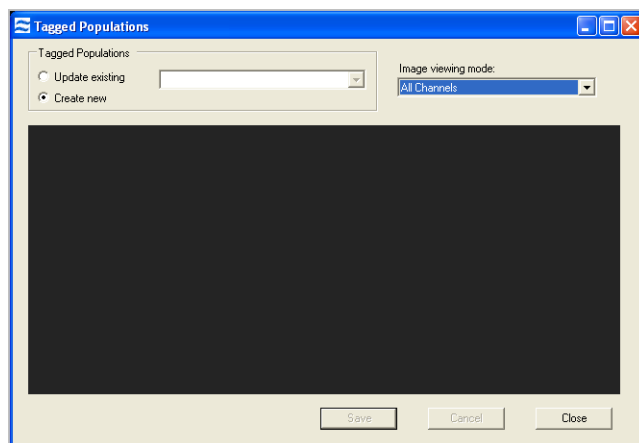 Tagged Populations
Tagged Populations
Update existing
Create new
Image viewing mode:
All Channels
Save
Cancel
Close